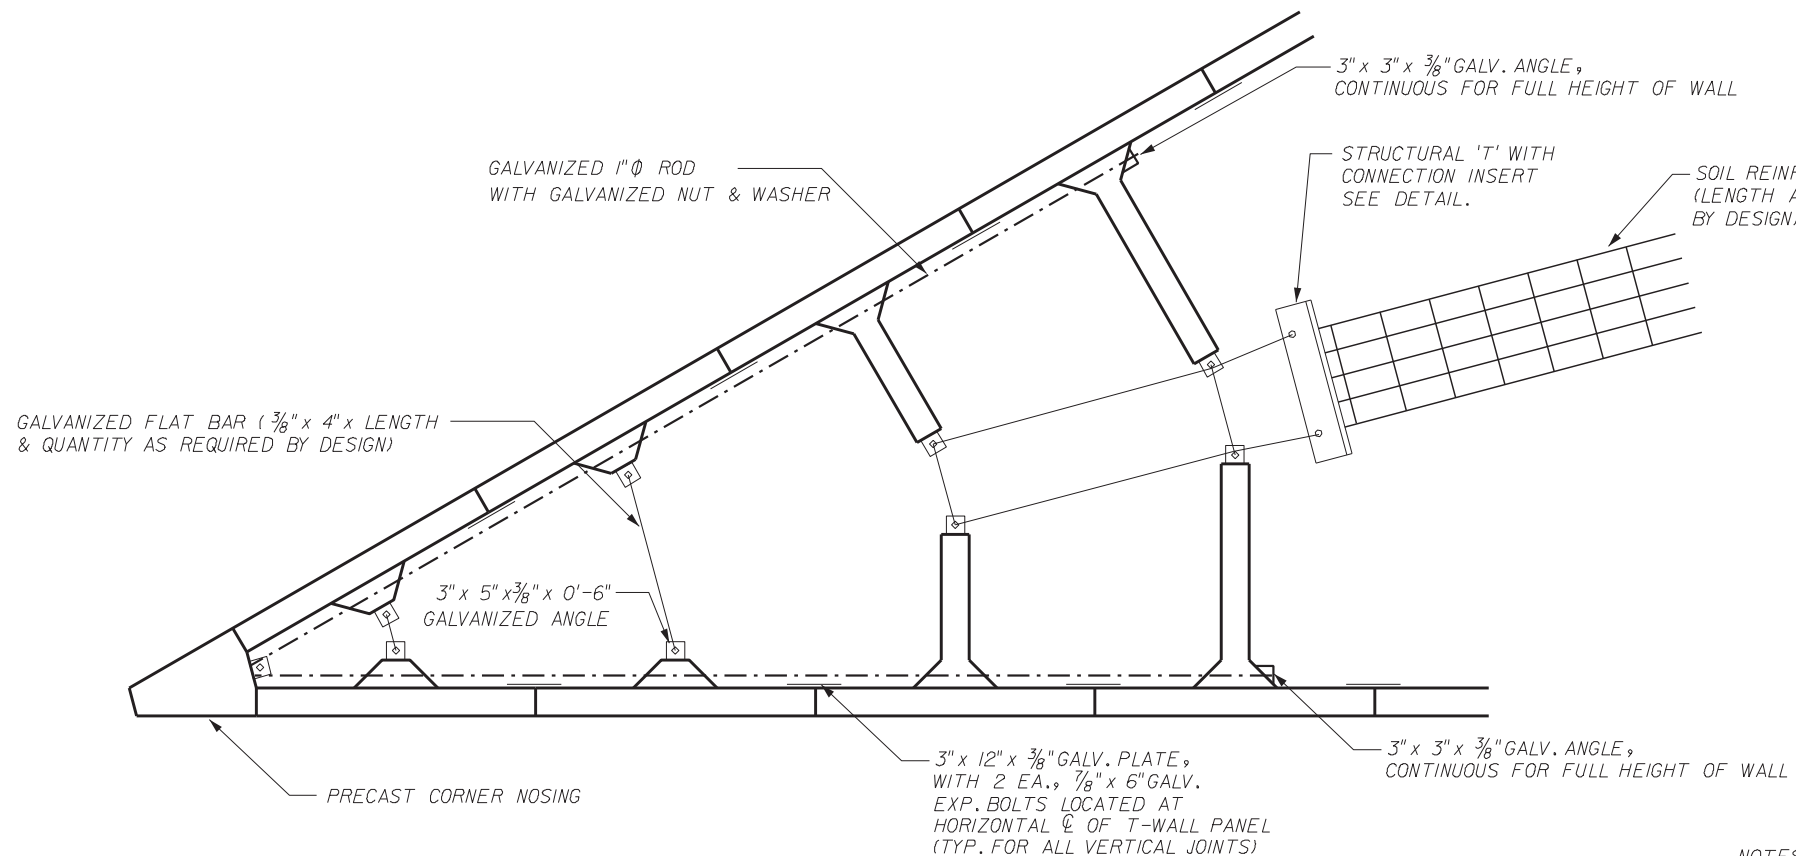 3" x 3" x 3/8" GALV. ANGLE,
CONTINUOUS FOR FULL HEIGHT OF WALL
STRUCTURAL 'T' WITH
CONNECTION INSERT
SEE DETAIL.
SOIL
(LENGTH
BY DESIGN)
GALVANIZED 1"Φ ROD
WITH GALVANIZED NUT & WASHER
GALVANIZED FLAT BAR ( 3/8" x 4" x LENGTH
& QUANTITY AS REQUIRED BY DESIGN)
3" x 5" x 3/8" x 0'-6"
GALVANIZED ANGLE
3" x 12" x 3/8" GALV. PLATE,
WITH 2 EA., 7/8" x 6" GALV.
EXP. BOLTS LOCATED AT
HORIZONTAL ℄ OF T-WALL PANEL
(TYP. FOR ALL VERTICAL JOINTS)
3" x 3" x 3/8" GALV. ANGLE,
CONTINUOUS FOR FULL HEIGHT OF WALL
PRECAST CORNER NOSING